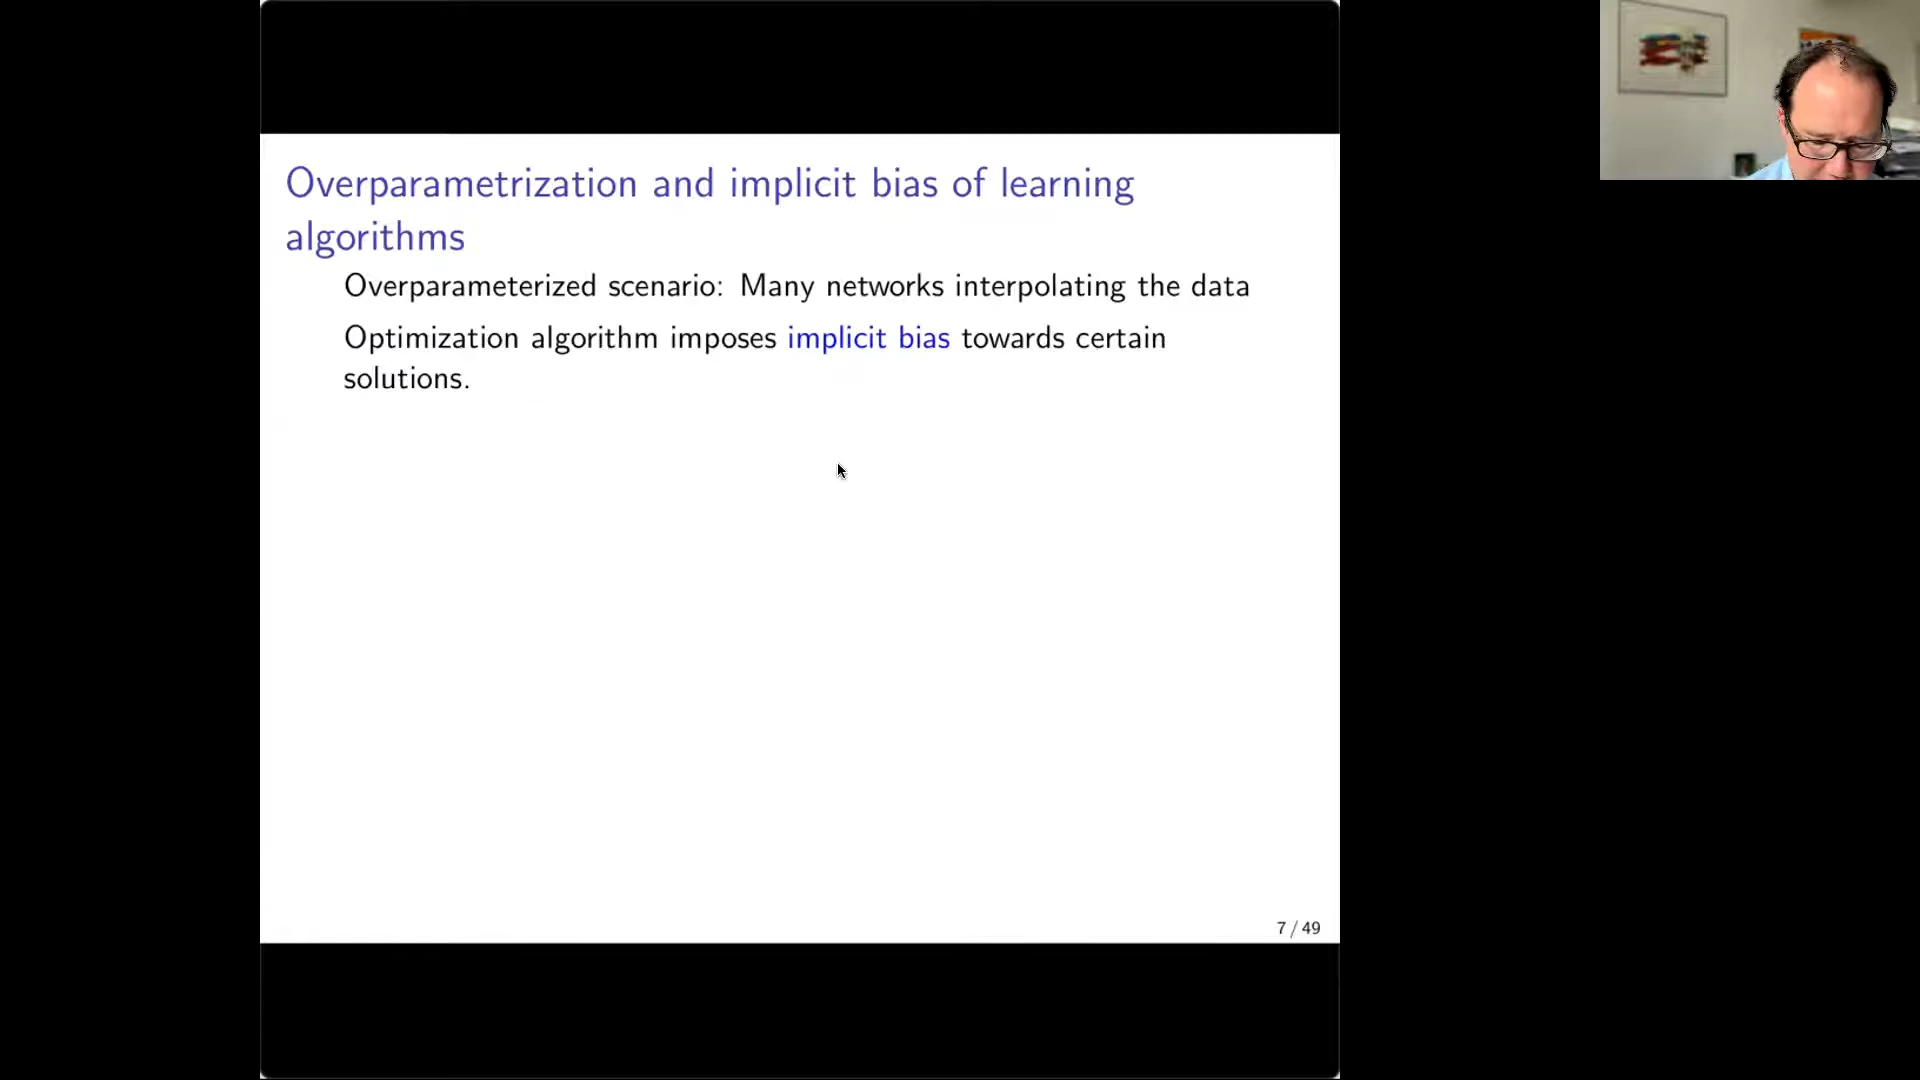 Overparametrization and implicit bias of learning
algorithms
Overparameterized scenario: Many networks interpolating the data
Optimization algorithm imposes implicit bias towards certain
solutions.
7 / 49